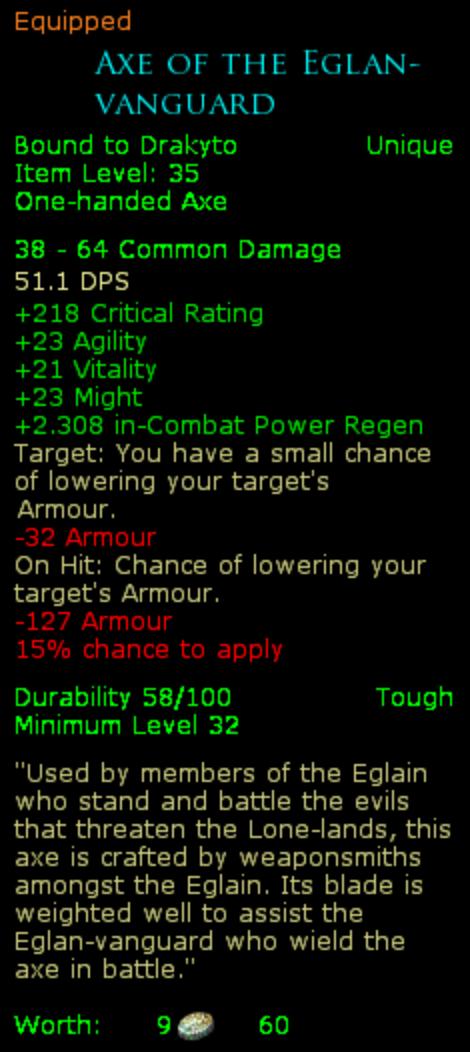 Equipped
Axe of the Eglan-
vanguard
Bound to Drakyto Unique
Item Level: 35
One-handed Axe
38 - 64 Common Damage
51.1 DPS
+218 Critical Rating
+23 Agility
+21 Vitality
+23 Might
+2.308 in-Combat Power Regen
Target: You have a small chance
of lowering your target's
Armour.
-32 Armour
On Hit: Chance of lowering your
target's Armour.
-127 Armour
15% chance to apply
Durability 58/100 Tough
Minimum Level 32
"Used by members of the Eglain
who stand and battle the evils
that threaten the Lone-lands, this
axe is crafted by weaponsmiths
amongst the Eglain. Its blade is
weighted well to assist the
Eglan-vanguard who wield the
axe in battle."
Worth: 9 60